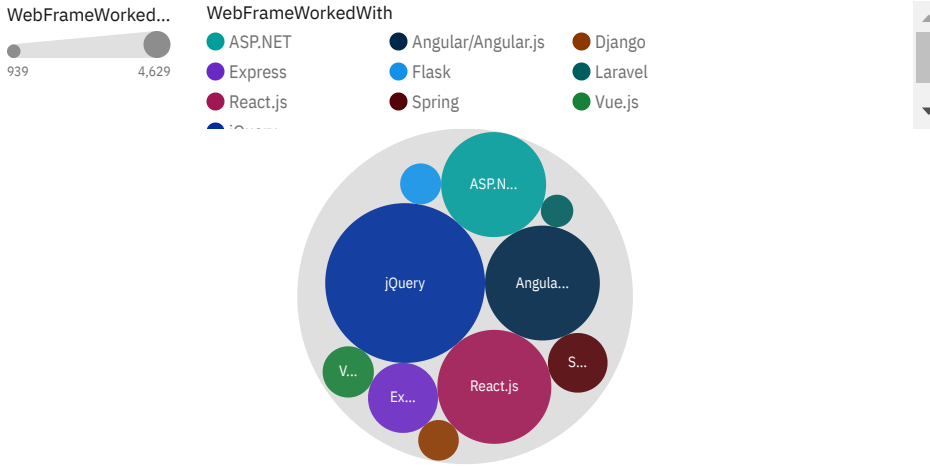 WebFrameWorked...
939 4,629
WebFrameWorkedWith
ASP.NET Angular/Angular.js Django
Express Flask Laravel
React.js Spring Vue.js
jQuery
ASP.N...
jQuery
Angula...
S...
V...
React.js
Ex...